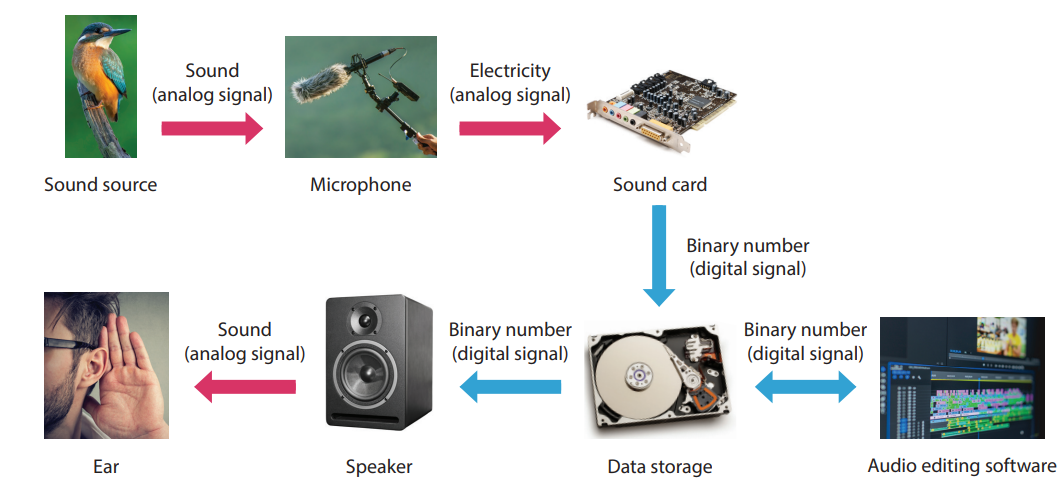 Sound
(analog signal)
Electricity
(analog signal)
Sound source
Microphone
Sound card
Binary number
(digital signal)
Sound
(analog signal)
Binary number
(digital signal)
Binary number
(digital signal)
Ear
Speaker
Data storage
Audio editing software